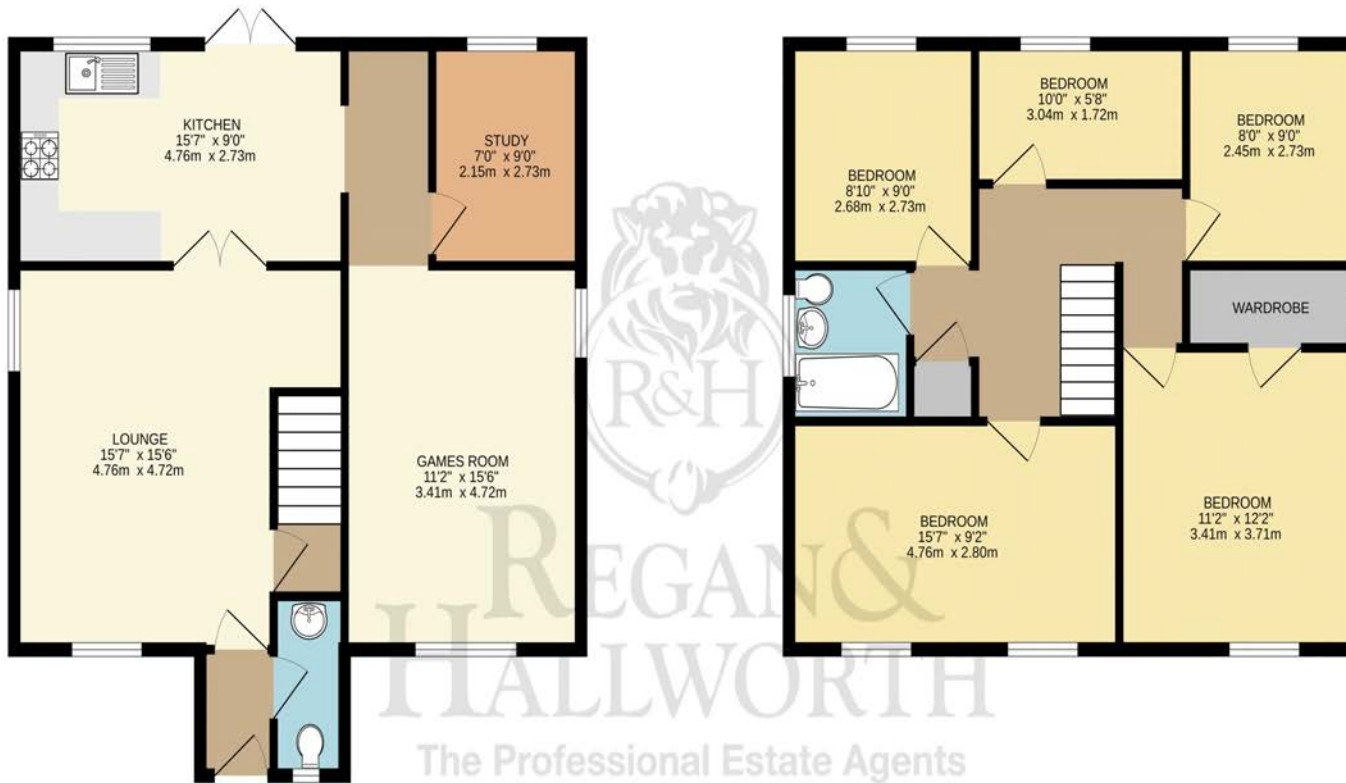 KITCHEN
15'7" x 9'0"
4.76m x 2.73m
STUDY
7'0" x 9'0"
2.15m x 2.73m
LOUNGE
15'7" x 15'6"
4.76m x 4.72m
GAMES ROOM
11'2" x 15'6"
3.41m x 4.72m
BEDROOM
8'10" x 9'0"
2.68m x 2.73m
BEDROOM
10'0" x 5'8"
3.04m x 1.72m
BEDROOM
8'0" x 9'0"
2.45m x 2.73m
WARDROBE
BEDROOM
15'7" x 9'2"
4.76m x 2.80m
BEDROOM
11'2" x 12'2"
3.41m x 3.71m
R&H
REGAN &
HALLWORTH
The Professional Estate Agents